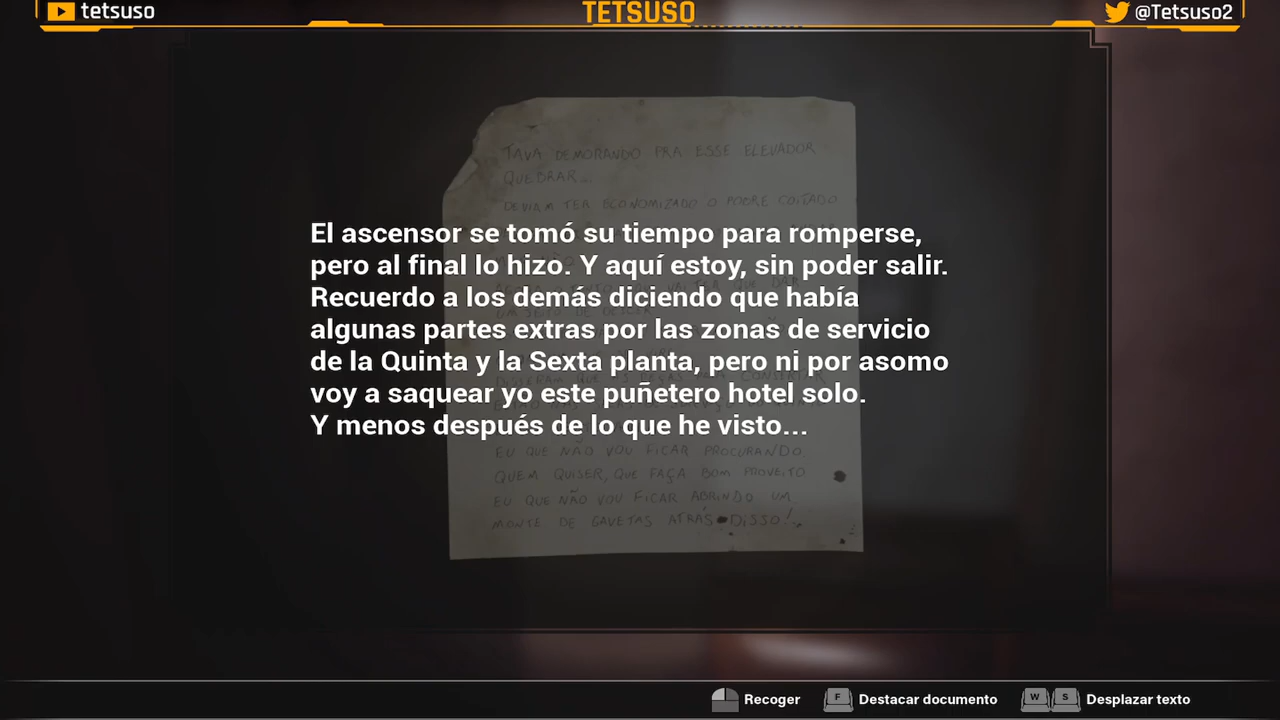 tetsuso
TETSUSO
@Tetsuso2
TAVA DEMORANDO PRA ESSE ELEVADOR
QUEBRAR...
DEVIAM TER ECONOMIZADO O POBRE COITADO
El ascensor se tomó su tiempo para romperse,
pero al final lo hizo. Y aquí estoy, sin poder salir.
Recuerdo a los demás diciendo que había
algunas partes extras por las zonas de servicio
de la Quinta y la Sexta planta, pero ni por asomo
voy a saquear yo este puñetero hotel solo.
Y menos después de lo que he visto...
EU QUE NÃO VOU FICAR PROCURANDO.
QUEM QUISER, QUE FAÇA BOM PROVEITO
EU QUE NÃO VOU FICAR ABRINDO UM
MONTE DE GAVETAS ATRÁS DISSO!
Recoger
F Destacar documento
W S Desplazar texto